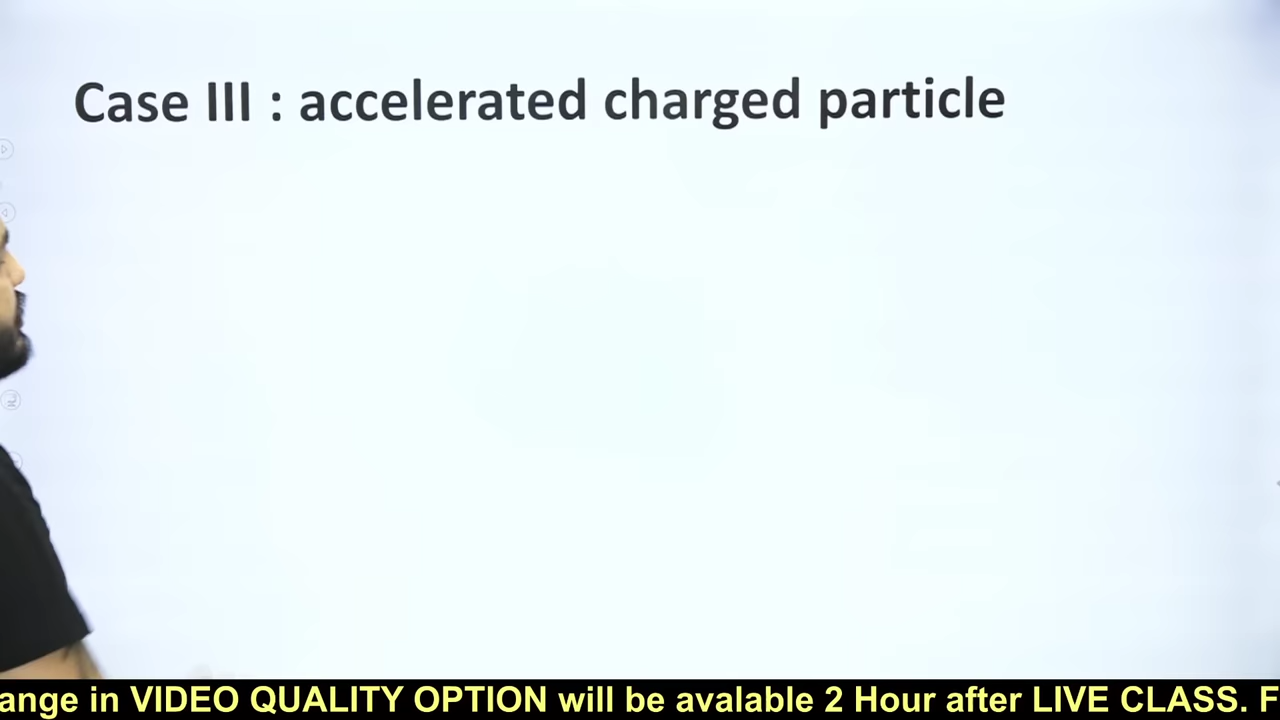 Case III : accelerated charged particle
ange in VIDEO QUALITY OPTION will be avalable 2 Hour after LIVE CLASS. F